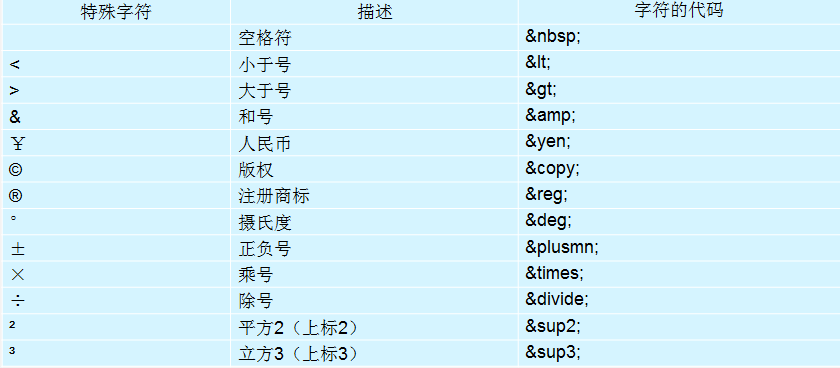 特殊字符 描述 字符的代码
空格符 &nbsp;
< 小于号 &lt;
> 大于号 &gt;
& 和号 &amp;
¥ 人民币 &yen;
© 版权 &copy;
® 注册商标 &reg;
° 摄氏度 &deg;
± 正负号 &plusmn;
× 乘号 &times;
÷ 除号 &divide;
² 平方2（上标2） &sup2;
³ 立方3（上标3） &sup3;